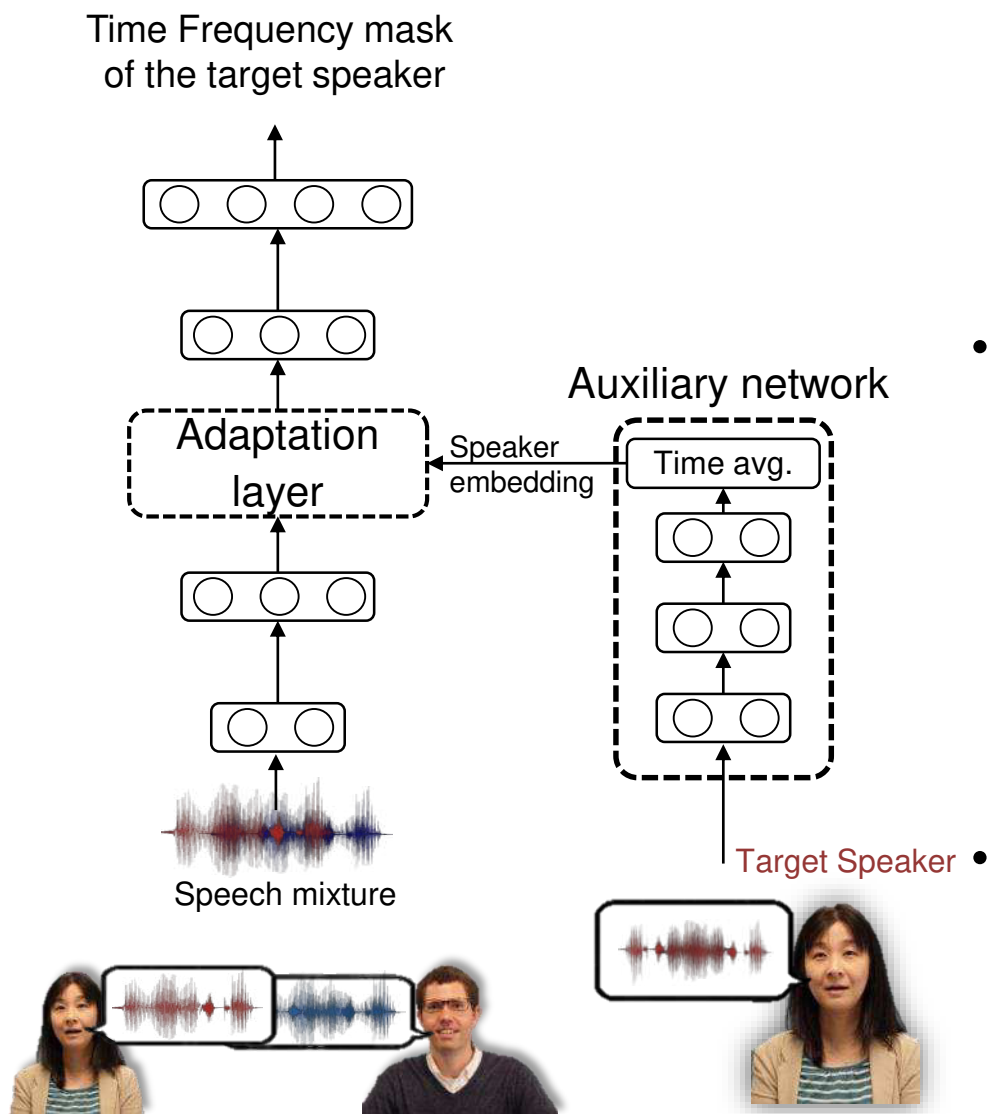 Time Frequency mask
of the target speaker
Auxiliary network
Adaptation
layer
Speaker
embedding
Time avg.
Target Speaker
Speech mixture